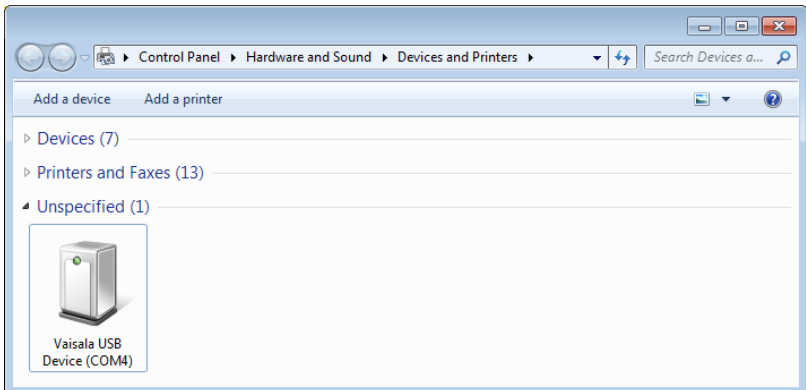 Control Panel ▸ Hardware and Sound ▸ Devices and Printers ▸
Search Devices a...
Add a device Add a printer
Devices (7)
Printers and Faxes (13)
Unspecified (1)
Vaisala USB
Device (COM4)